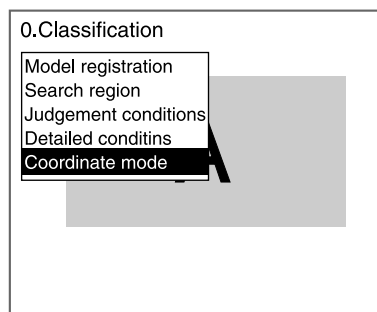 0.Classification
Model registration
Search region
Judgement conditions
Detailed conditins
Coordinate mode
A